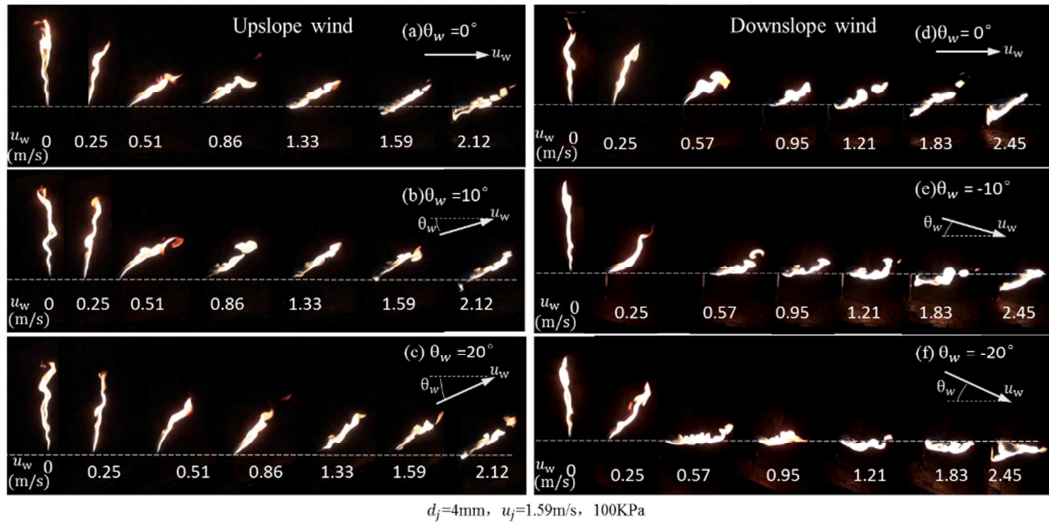 Upslope wind
(a)θw=0°
uw
uw
(m/s)
0 0.25 0.51 0.86 1.33 1.59 2.12
(b)θw=10°
θw
uw
uw
(m/s)
0 0.25 0.51 0.86 1.33 1.59 2.12
(c) θw =20°
θw
uw
uw
(m/s)
0 0.25 0.51 0.86 1.33 1.59 2.12
Downslope wind
(d)θw= 0°
uw
uw
(m/s)
0 0.25 0.57 0.95 1.21 1.83 2.45
(e)θw = -10°
θw
uw
uw
(m/s)
0 0.25 0.57 0.95 1.21 1.83 2.45
(f) θw = -20°
θw
uw
uw
(m/s)
0 0.25 0.57 0.95 1.21 1.83 2.45
dj=4mm, uj=1.59m/s, 100KPa